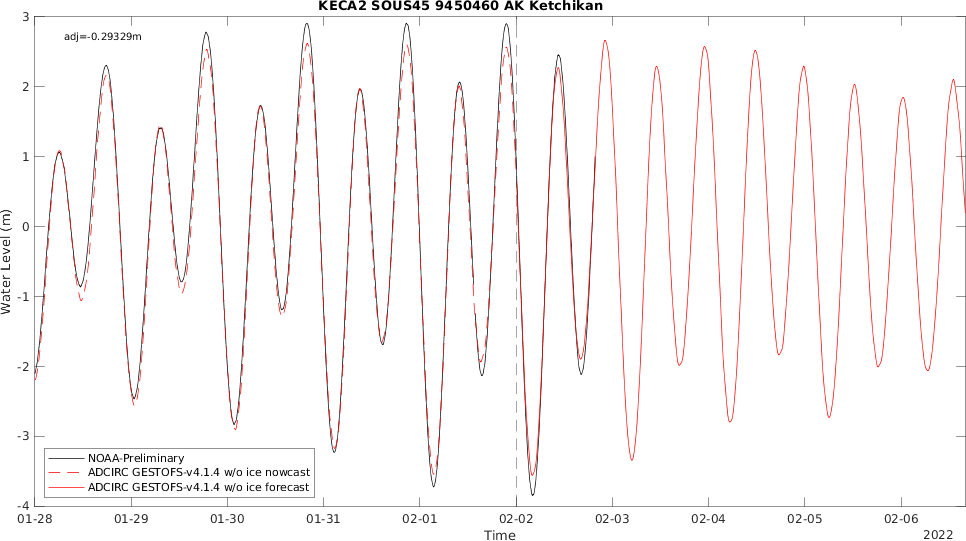 KECA2 SOUS45 9450460 AK Ketchikan
adj=-0.29329m
3
2
1
0
-1
-2
-3
-4
Water Level (m)
NOAA-Preliminary
ADCIRC GESTOFS-v4.1.4 w/o ice nowcast
ADCIRC GESTOFS-v4.1.4 w/o ice forecast
01-28 01-29 01-30 01-31 02-01 02-02 02-03 02-04 02-05 02-06
Time
2022